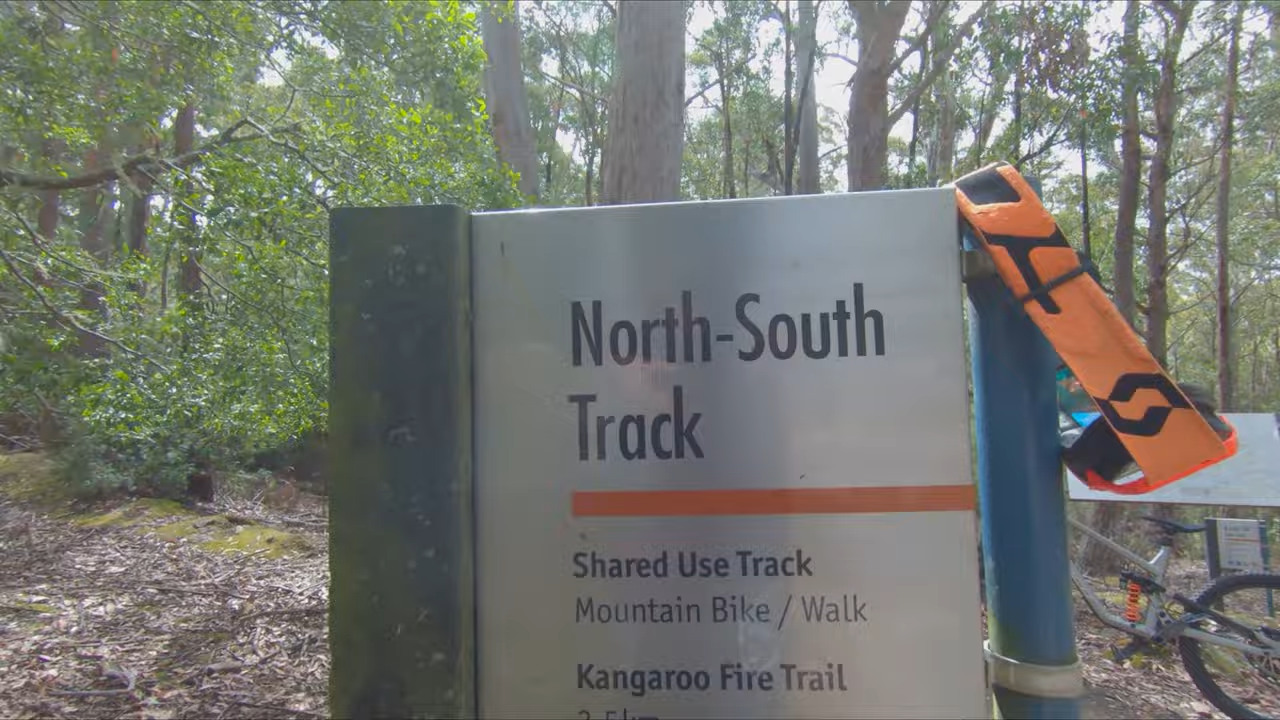 North-South
Track
Shared Use Track
Mountain Bike / Walk
Kangaroo Fire Trail